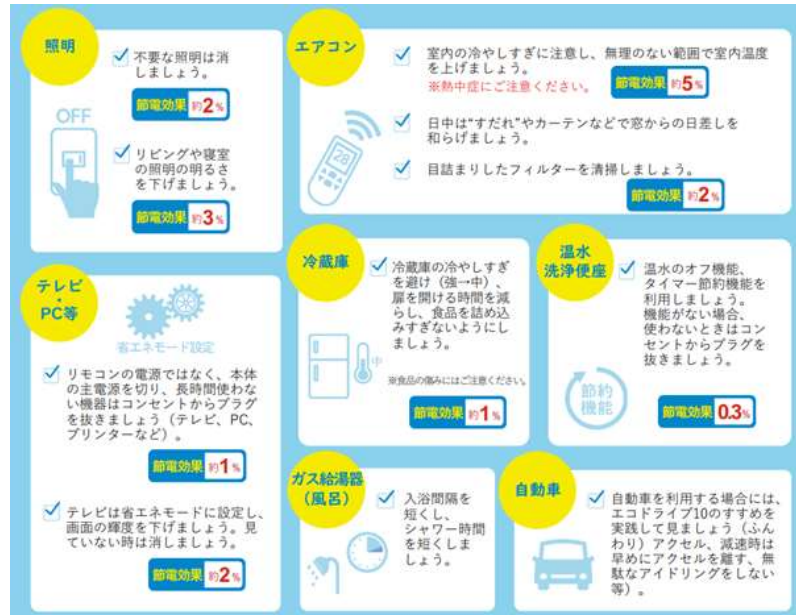 照明
不要な照明は消
しましょう。
節電効果 約2%
OFF
リビングや寝室
の照明の明るさ
を下げましょう。
節電効果 約3%
エアコン
室内の冷やしすぎに注意し、無理のない範囲で室内温度
を上げましょう。
※熱中症にご注意ください。
節電効果 約5%
28
日中は“すだれ”やカーテンなどで窓からの日差しを
和らげましょう。
目詰まりしたフィルターを清掃しましょう。
節電効果 約2%
テレビ
・
PC等
省エネモード設定
リモコンの電源ではなく、本体
の主電源を切り、長時間使わな
い機器はコンセントからプラグ
を抜きましょう（テレビ、PC、
プリンターなど）。
節電効果 約1%
テレビは省エネモードに設定し、
画面の輝度を下げましょう。見
ていない時は消しましょう。
節電効果 約2%
冷蔵庫
冷蔵庫の冷やしすぎ
を避け（強→中）、
扉を開ける時間を減
らし、食品を詰め込
みすぎないようにし
ましょう。
中
※食品の傷みにはご注意ください。
節電効果 約1%
温水
洗浄便座
温水のオフ機能、
タイマー節約機能を
利用しましょう。
機能がない場合、
使わないときはコン
セントからプラグを
抜きましょう。
節約
機能
節電効果 0.3%
ガス給湯器
（風呂）
入浴間隔を
短くし、
シャワー時間
を短くしま
しょう。
自動車
自動車を利用する場合には、
エコドライブ10のすすめを
実践して見ましょう（ふん
わり）アクセル、減速時は
早めにアクセルを離す、無
駄なアイドリングをしない
等）。